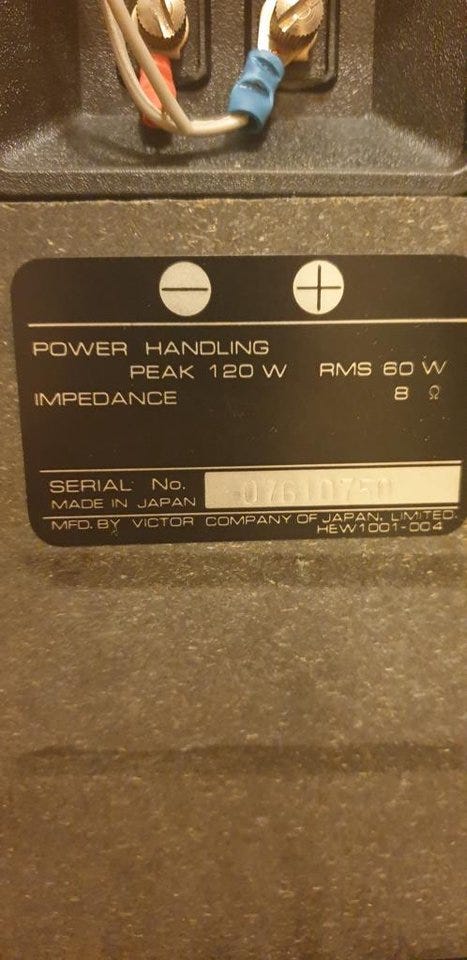 − +
POWER HANDLING
PEAK 120 W RMS 60 W
IMPEDANCE 8 Ω
SERIAL No.
MADE IN JAPAN
MFD. BY VICTOR COMPANY OF JAPAN, LIMITED.
HEW1001-004